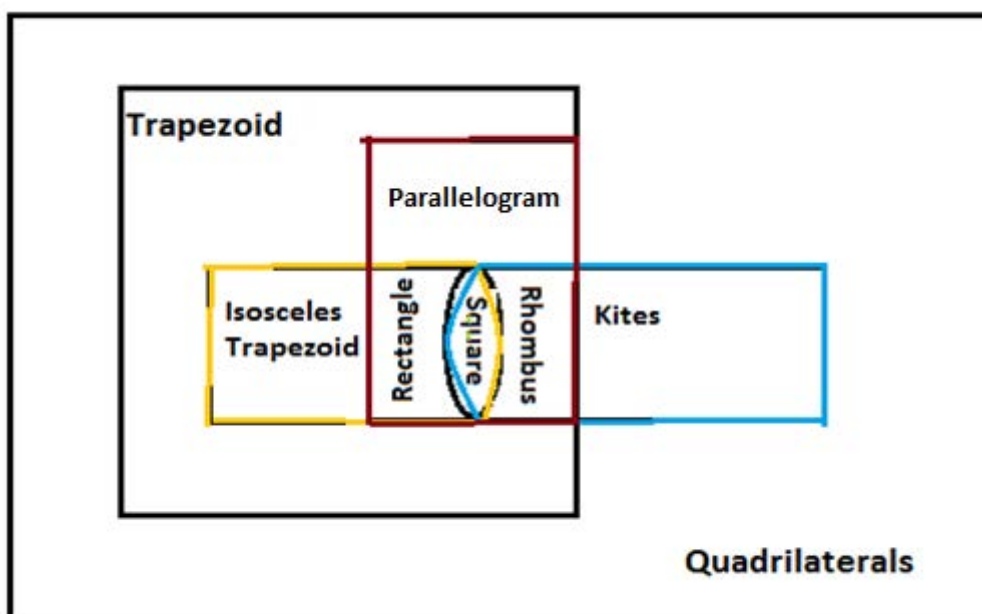 Trapezoid
Parallelogram
Isosceles
Trapezoid
Rectangle
Square
Rhombus
Kites
Quadrilaterals